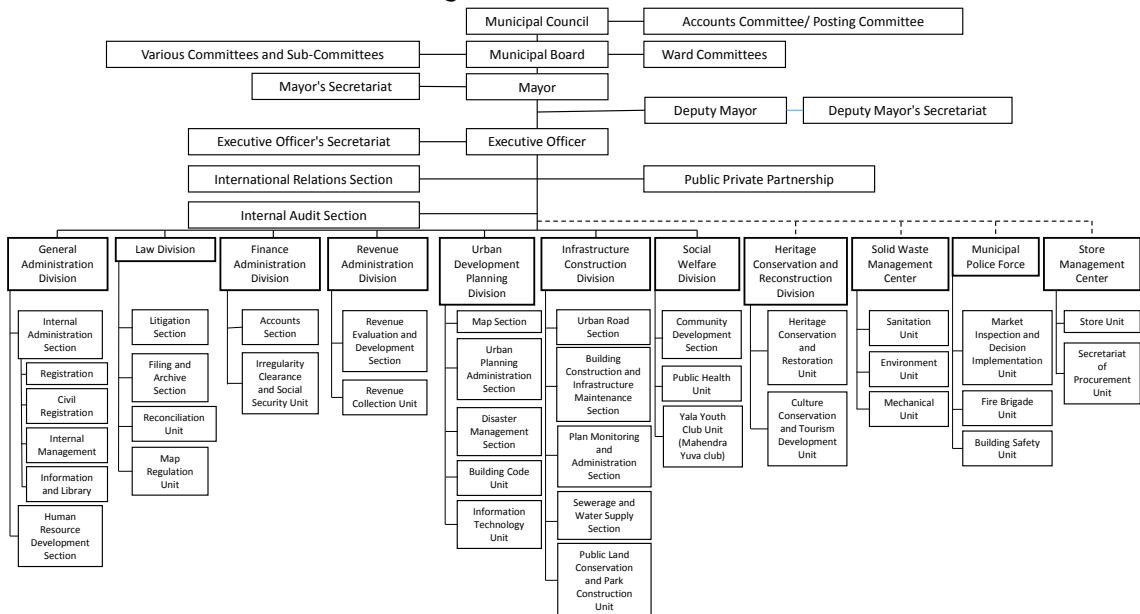 Municipal Council
Accounts Committee/ Posting Committee
Various Committees and Sub-Committees
Municipal Board
Ward Committees
Mayor's Secretariat
Mayor
Deputy Mayor
Deputy Mayor's Secretariat
Executive Officer's Secretariat
Executive Officer
International Relations Section
Public Private Partnership
Internal Audit Section
General
Administration
Division
Internal
Administration
Section
Registration
Civil
Registration
Internal
Management
Information
and Library
Human
Resource
Development
Section
Law Division
Litigation
Section
Filing and
Archive
Section
Reconciliation
Unit
Map
Regulation
Unit
Finance
Administration
Division
Accounts
Section
Irregularity
Clearance
and Social
Security Unit
Revenue
Administration
Division
Revenue
Evaluation and
Development
Section
Revenue
Collection Unit
Urban
Development
Planning
Division
Map Section
Urban
Planning
Administration
Section
Disaster
Management
Section
Building Code
Unit
Information
Technology
Unit
Infrastructure
Construction
Division
Urban Road
Section
Building
Construction and
Infrastructure
Maintenance
Section
Plan Monitoring
and
Administration
Section
Sewerage and
Water Supply
Section
Public Land
Conservation
and Park
Construction
Unit
Social
Welfare
Division
Community
Development
Section
Public Health
Unit
Yala Youth
Club Unit
(Mahendra
Yuva club)
Heritage
Conservation and
Reconstruction
Division
Heritage
Conservation
and
Restoration
Unit
Culture
Conservation
and Tourism
Development
Unit
Solid Waste
Management
Center
Sanitation
Unit
Environment
Unit
Mechanical
Unit
Municipal
Police Force
Market
Inspection and
Decision
Implementation
Unit
Fire Brigade
Unit
Building Safety
Unit
Store
Management
Center
Store Unit
Secretariat
of
Procurement
Unit